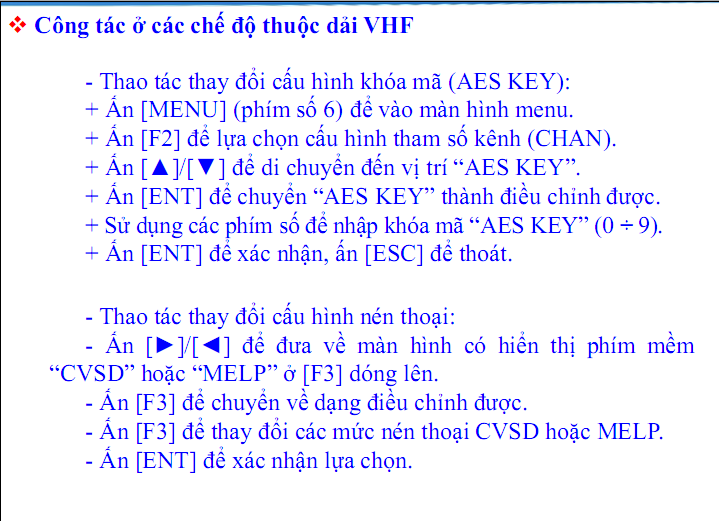 ❖ Công tác ở các chế độ thuộc dải VHF
- Thao tác thay đổi cấu hình khóa mã (AES KEY):
+ Ấn [MENU] (phím số 6) để vào màn hình menu.
+ Ấn [F2] để lựa chọn cấu hình tham số kênh (CHAN).
+ Ấn [▲]/[▼] để di chuyển đến vị trí “AES KEY”.
+ Ấn [ENT] để chuyển “AES KEY” thành điều chỉnh được.
+ Sử dụng các phím số để nhập khóa mã “AES KEY” (0 ÷ 9).
+ Ấn [ENT] để xác nhận, ấn [ESC] để thoát.
- Thao tác thay đổi cấu hình nén thoại:
- Ấn [►]/[◄] để đưa về màn hình có hiển thị phím mềm
“CVSD” hoặc “MELP” ở [F3] dóng lên.
- Ấn [F3] để chuyển về dạng điều chỉnh được.
- Ấn [F3] để thay đổi các mức nén thoại CVSD hoặc MELP.
- Ấn [ENT] để xác nhận lựa chọn.